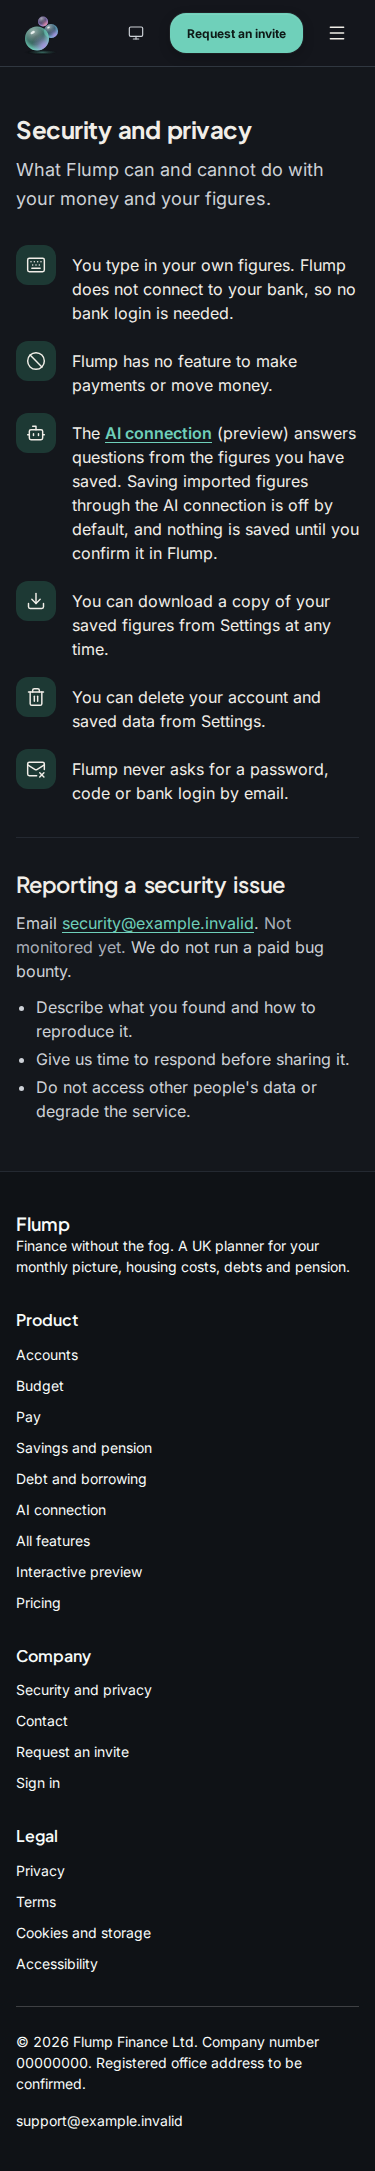 Request an invite
Security and privacy
What Flump can and cannot do with
your money and your figures.
You type in your own figures. Flump
does not connect to your bank, so no
bank login is needed.
Flump has no feature to make
payments or move money.
The AI connection (preview) answers
questions from the figures you have
saved. Saving imported figures
through the AI connection is off by
default, and nothing is saved until you
confirm it in Flump.
You can download a copy of your
saved figures from Settings at any
time.
You can delete your account and
saved data from Settings.
Flump never asks for a password,
code or bank login by email.
Reporting a security issue
Email security@example.invalid. Not
monitored yet. We do not run a paid bug
bounty.
• Describe what you found and how to
reproduce it.
• Give us time to respond before sharing it.
• Do not access other people's data or
degrade the service.
Flump
Finance without the fog. A UK planner for your
monthly picture, housing costs, debts and pension.
Product
Accounts
Budget
Pay
Savings and pension
Debt and borrowing
AI connection
All features
Interactive preview
Pricing
Company
Security and privacy
Contact
Request an invite
Sign in
Legal
Privacy
Terms
Cookies and storage
Accessibility
© 2026 Flump Finance Ltd. Company number
00000000. Registered office address to be
confirmed.
support@example.invalid